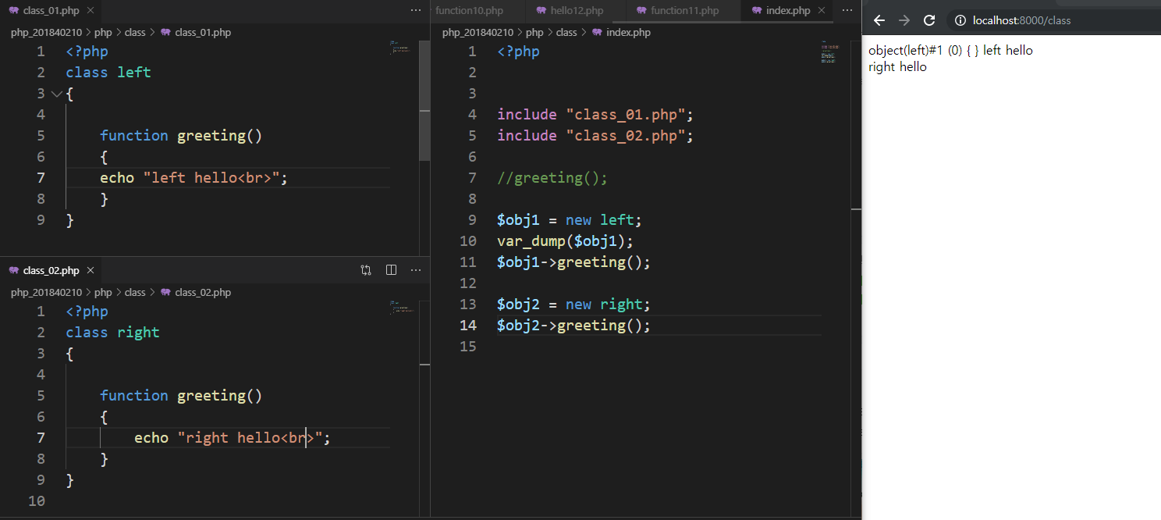 class_01.php
php_201840210 > php > class > class_01.php
1 <?php
2 class left
3 {
4
5 function greeting()
6 {
7 echo "left hello<br>";
8 }
9 }
class_02.php
php_201840210 > php > class > class_02.php
1 <?php
2 class right
3 {
4
5 function greeting()
6 {
7 echo "right hello<br>";
8 }
9 }
10
function10.php hello12.php function11.php index.php
php_201840210 > php > class > index.php
1 <?php
2
3
4 include "class_01.php";
5 include "class_02.php";
6
7 //greeting();
8
9 $obj1 = new left;
10 var_dump($obj1);
11 $obj1->greeting();
12
13 $obj2 = new right;
14 $obj2->greeting();
15
localhost:8000/class
object(left)#1 (0) { } left hello
right hello